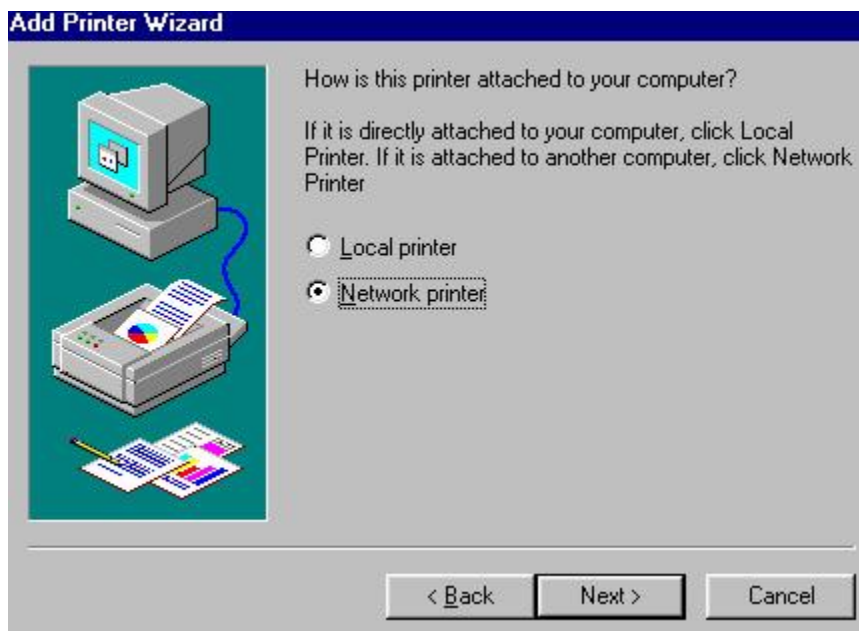 Add Printer Wizard
How is this printer attached to your computer?
If it is directly attached to your computer, click Local
Printer. If it is attached to another computer, click Network
Printer
Local printer
Network printer
< Back
Next >
Cancel